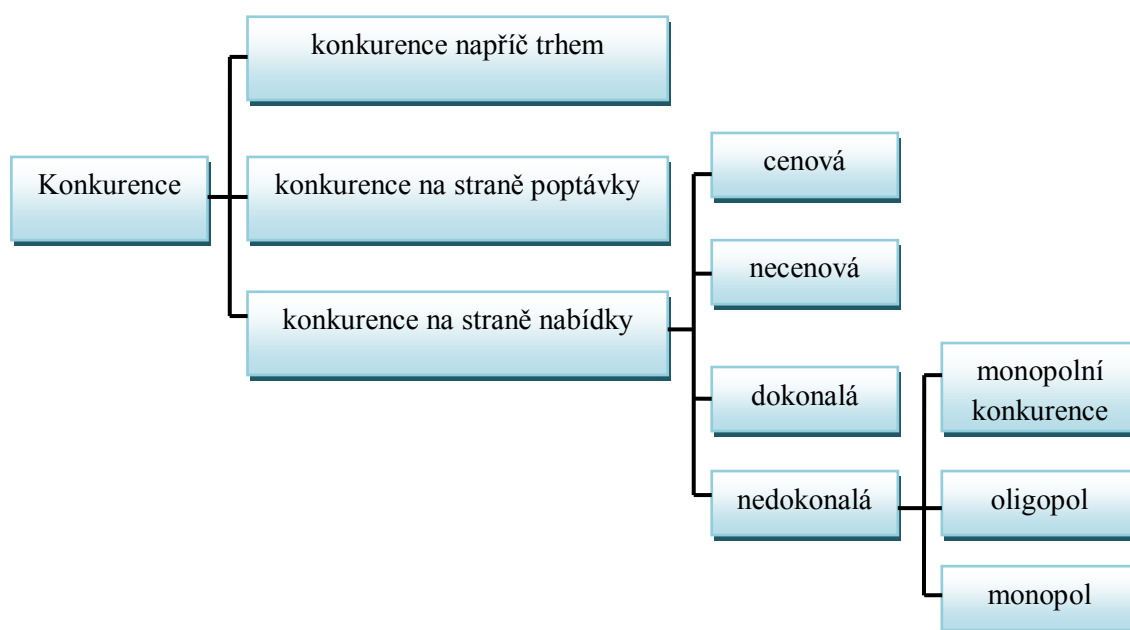 konkurence napříč trhem
Konkurence
konkurence na straně poptávky
konkurence na straně nabídky
cenová
necenová
dokonalá
nedokonalá
monopolní
konkurence
oligopol
monopol